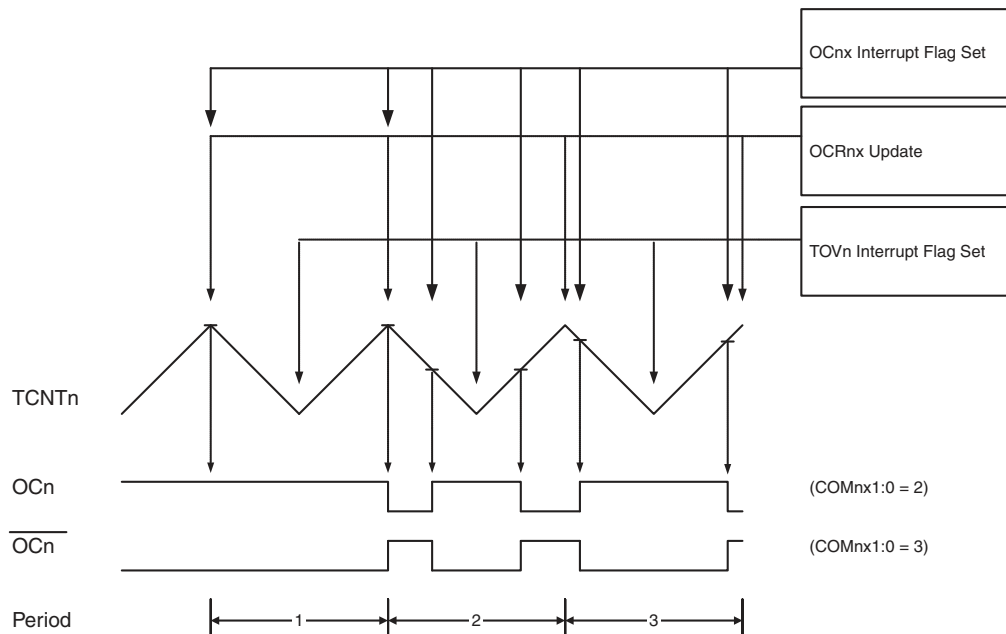 OCnx Interrupt Flag Set
OCRnx Update
TOVn Interrupt Flag Set
TCNTn
OCn
(COMnx1:0 = 2)
OCn
(COMnx1:0 = 3)
Period
1
2
3